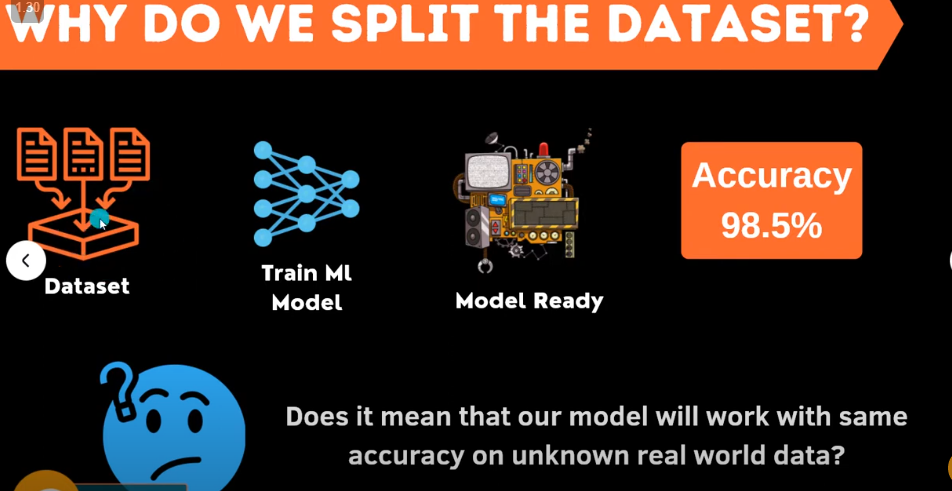 1.30
WHY DO WE SPLIT THE DATASET?
Accuracy
98.5%
Dataset
Train Ml
Model
Model Ready
Does it mean that our model will work with same
accuracy on unknown real world data?